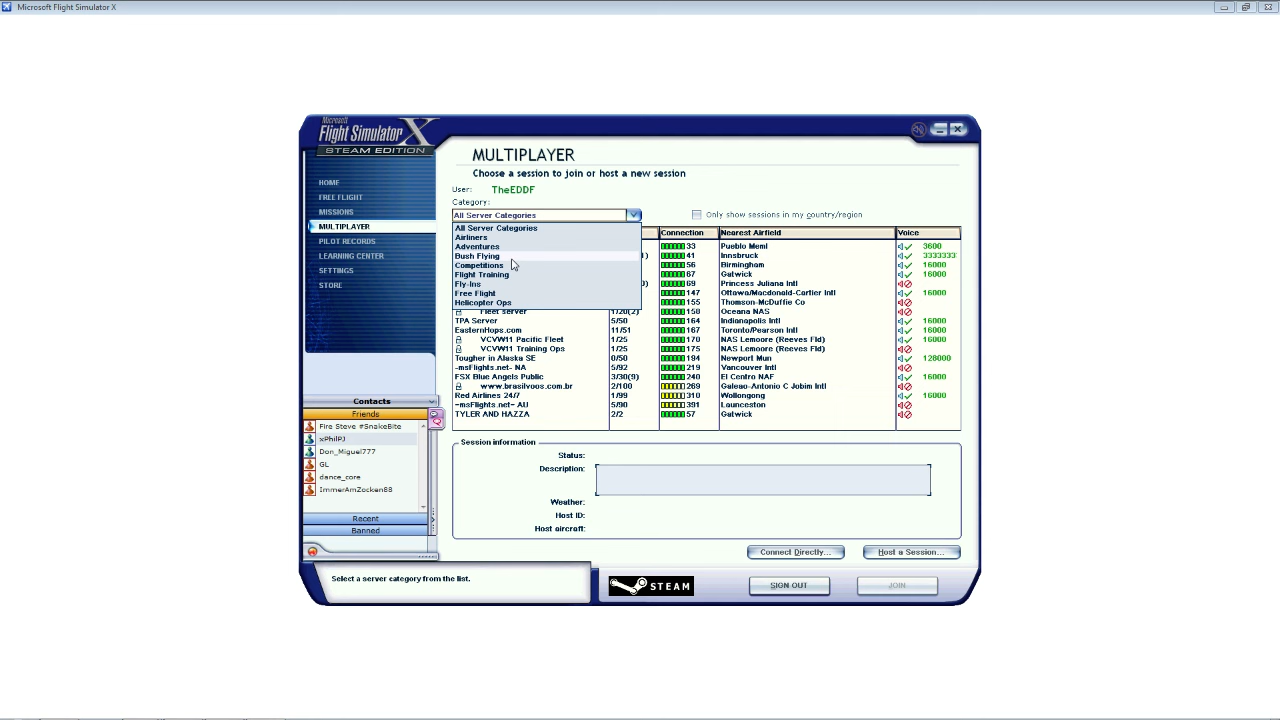 Microsoft Flight Simulator X
Microsoft
Flight Simulator X
STEAM EDITION
HOME
FREE FLIGHT
MISSIONS
MULTIPLAYER
PILOT RECORDS
LEARNING CENTER
SETTINGS
STORE
Contacts
Friends
Fire Steve #SnakeBite
xPhilPJ
Don_Miguel777
GL
dance_core
ImmerAmZocken88
Recent
Banned
MULTIPLAYER
Choose a session to join or host a new session
User: TheEDDF
Category:
All Server Categories
Only show sessions in my country/region
All Server Categories
Airliners
Adventures
Bush Flying
Competitions
Flight Training
Fly-Ins
Free Flight
Helicopter Ops
Connection Nearest Airfield Voice
33 Pueblo Meml 3600
41 Innsbruck 3333333
56 Birmingham 16000
67 Gatwick 16000
69 Princess Juliana Intl
147 Ottawa/Macdonald-Cartier Intl 16000
155 Thomson-McDuffie Co
Fleet server 1/20(2) 158 Oceana NAS
TPA Server 5/50 164 Indianapolis Intl 16000
EasternHops.com 11/51 167 Toronto/Pearson Intl 16000
VCVW11 Pacific Fleet 1/25 170 NAS Lemoore (Reeves Fld) 16000
VCVW11 Training Ops 1/25 175 NAS Lemoore (Reeves Fld)
Tougher in Alaska SE 0/50 194 Newport Mun 128000
-msFlights.net- NA 5/92 219 Vancouver Intl
FSX Blue Angels Public 3/30(9) 240 El Centro NAF 16000
www.brasilvoos.com.br 2/100 269 Galeao-Antonio C Jobim Intl
Red Airlines 24/7 1/99 310 Wollongong 16000
-msFlights.net- AU 5/90 391 Launceston
TYLER AND HAZZA 2/2 57 Gatwick
Session information
Status:
Description:
Weather:
Host ID:
Host aircraft:
Connect Directly... Host a Session...
Select a server category from the list.
STEAM
SIGN OUT
JOIN